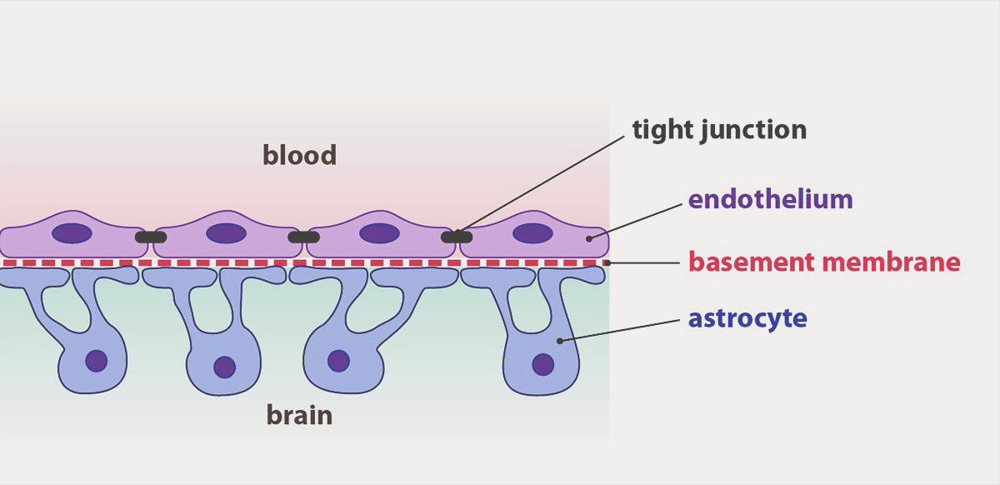 tight junction
blood
endothelium
basement membrane
astrocyte
brain